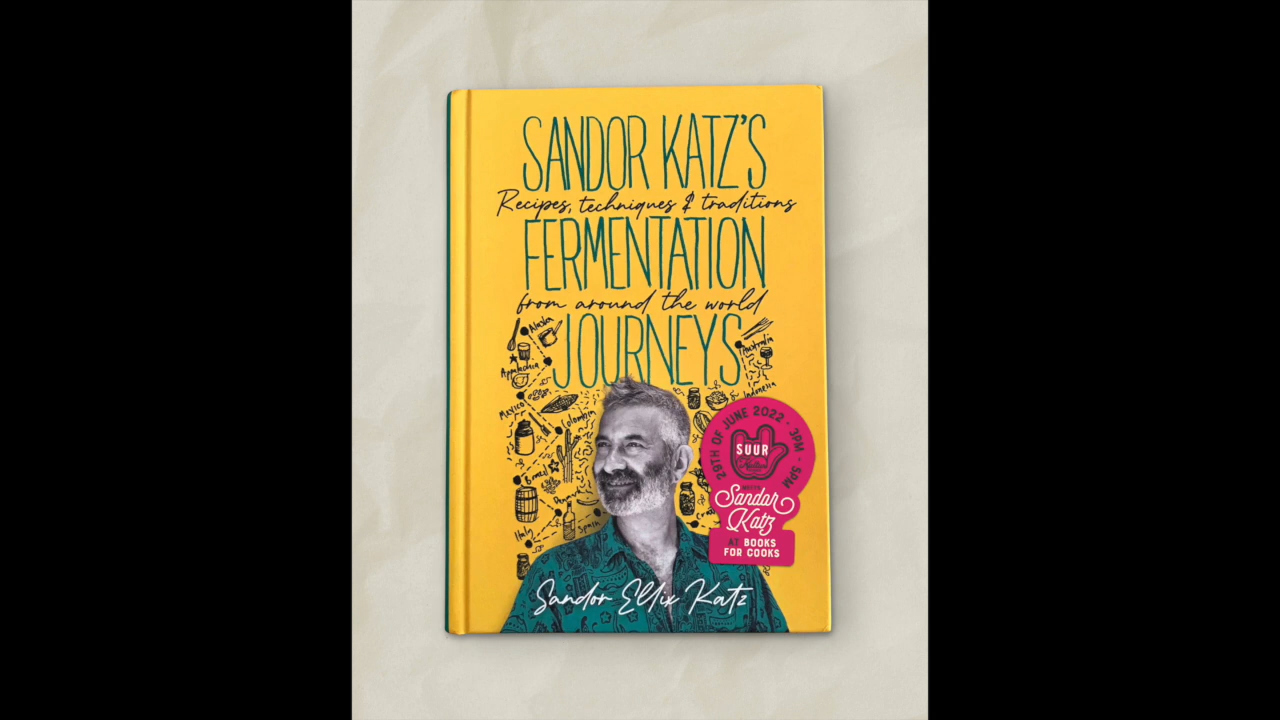 SANDOR KATZ'S
Recipes, techniques & traditions
FERMENTATION
from around the world
JOURNEYS
Alaska
Australia
Appalachia
Indonesia
Mexico
Colombia
Brazil
Spain
Italy
29TH OF JUNE 2022 · 3PM - 5PM
SUUR
Sandor
Katz
AT BOOKS
FOR COOKS
Sandor Ellix Katz